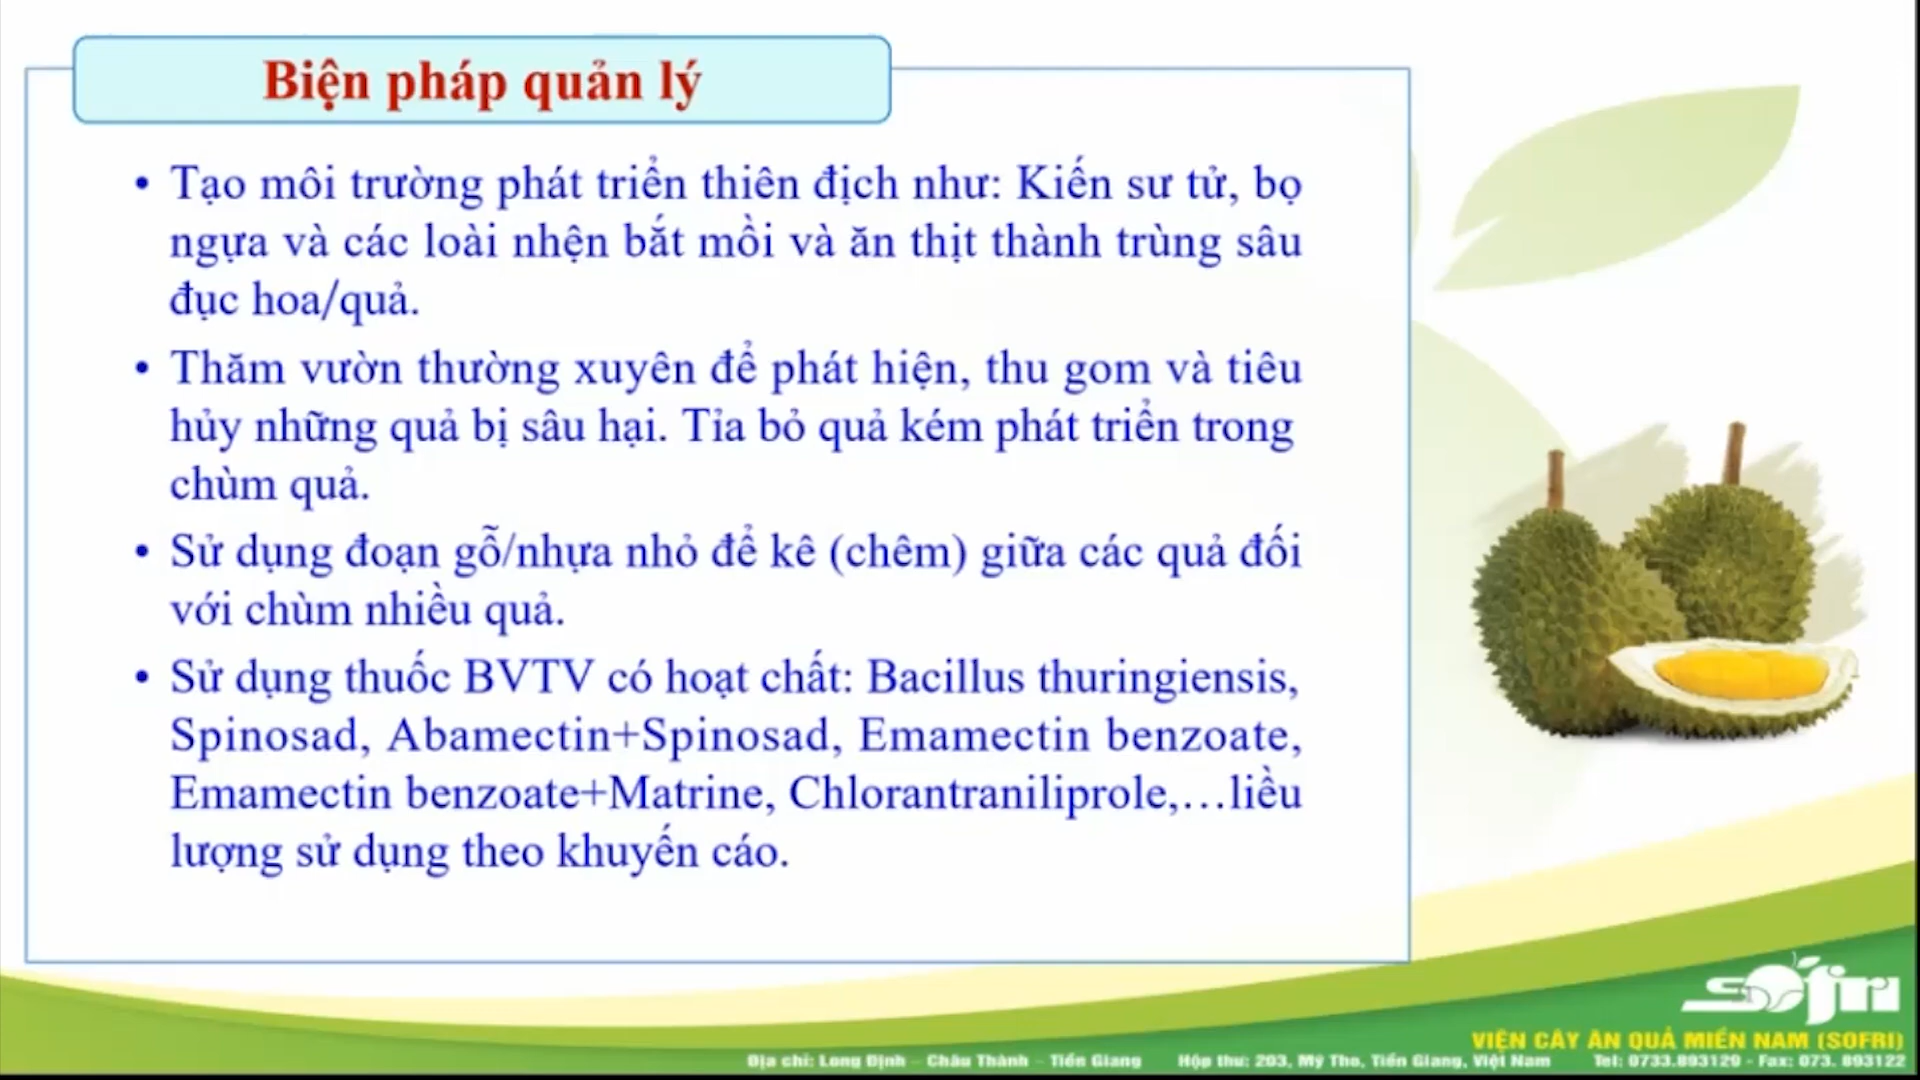 Biện pháp quản lý
• Tạo môi trường phát triển thiên địch như: Kiến sư tử, bọ
ngựa và các loài nhện bắt mồi và ăn thịt thành trùng sâu
đục hoa/quả.
• Thăm vườn thường xuyên để phát hiện, thu gom và tiêu
hủy những quả bị sâu hại. Tỉa bỏ quả kém phát triển trong
chùm quả.
• Sử dụng đoạn gỗ/nhựa nhỏ để kê (chêm) giữa các quả đối
với chùm nhiều quả.
• Sử dụng thuốc BVTV có hoạt chất: Bacillus thuringiensis,
Spinosad, Abamectin+Spinosad, Emamectin benzoate,
Emamectin benzoate+Matrine, Chlorantraniliprole,…liều
lượng sử dụng theo khuyến cáo.
sofri
VIỆN CÂY ĂN QUẢ MIỀN NAM (SOFRI)
Địa chỉ: Long Định – Châu Thành – Tiền Giang Hộp thư: 203, Mỹ Tho, Tiền Giang, Việt Nam Tel: 0733.893129 - Fax: 073. 893122